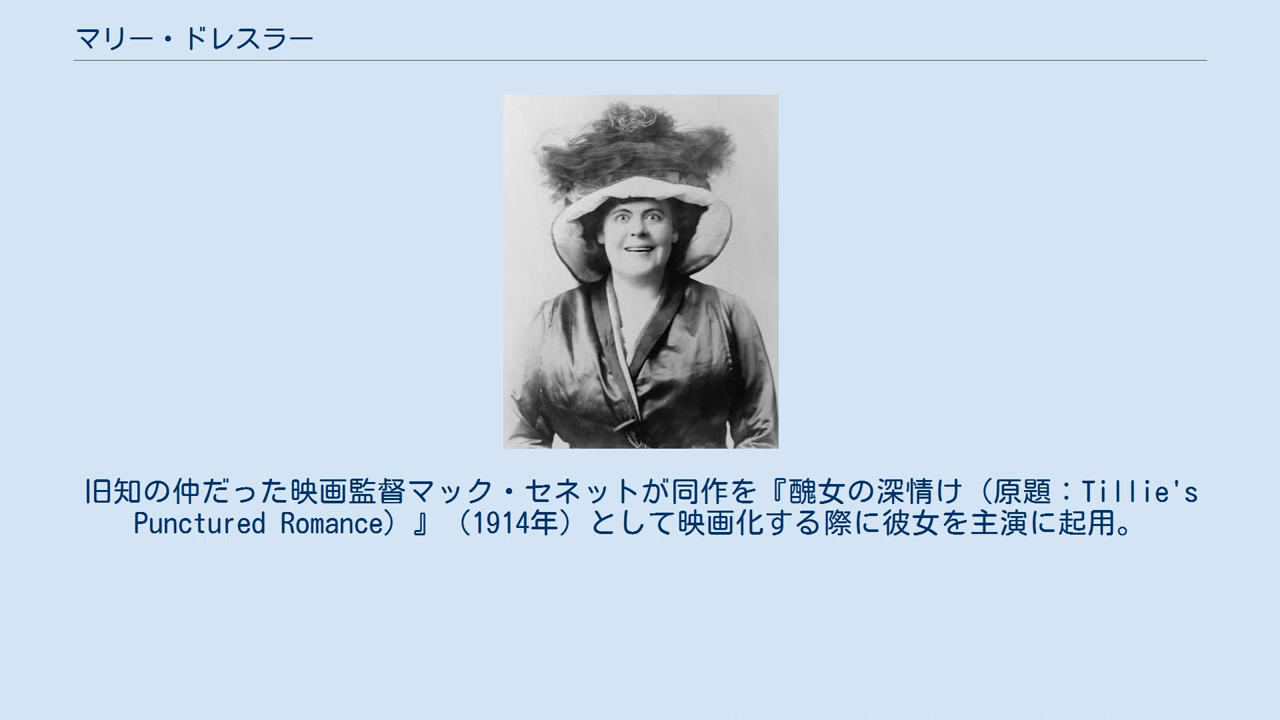 マリー・ドレスラー
旧知の仲だった映画監督マック・セネットが同作を『醜女の深情け（原題：Tillie's
Punctured Romance）』（1914年）として映画化する際に彼女を主演に起用。